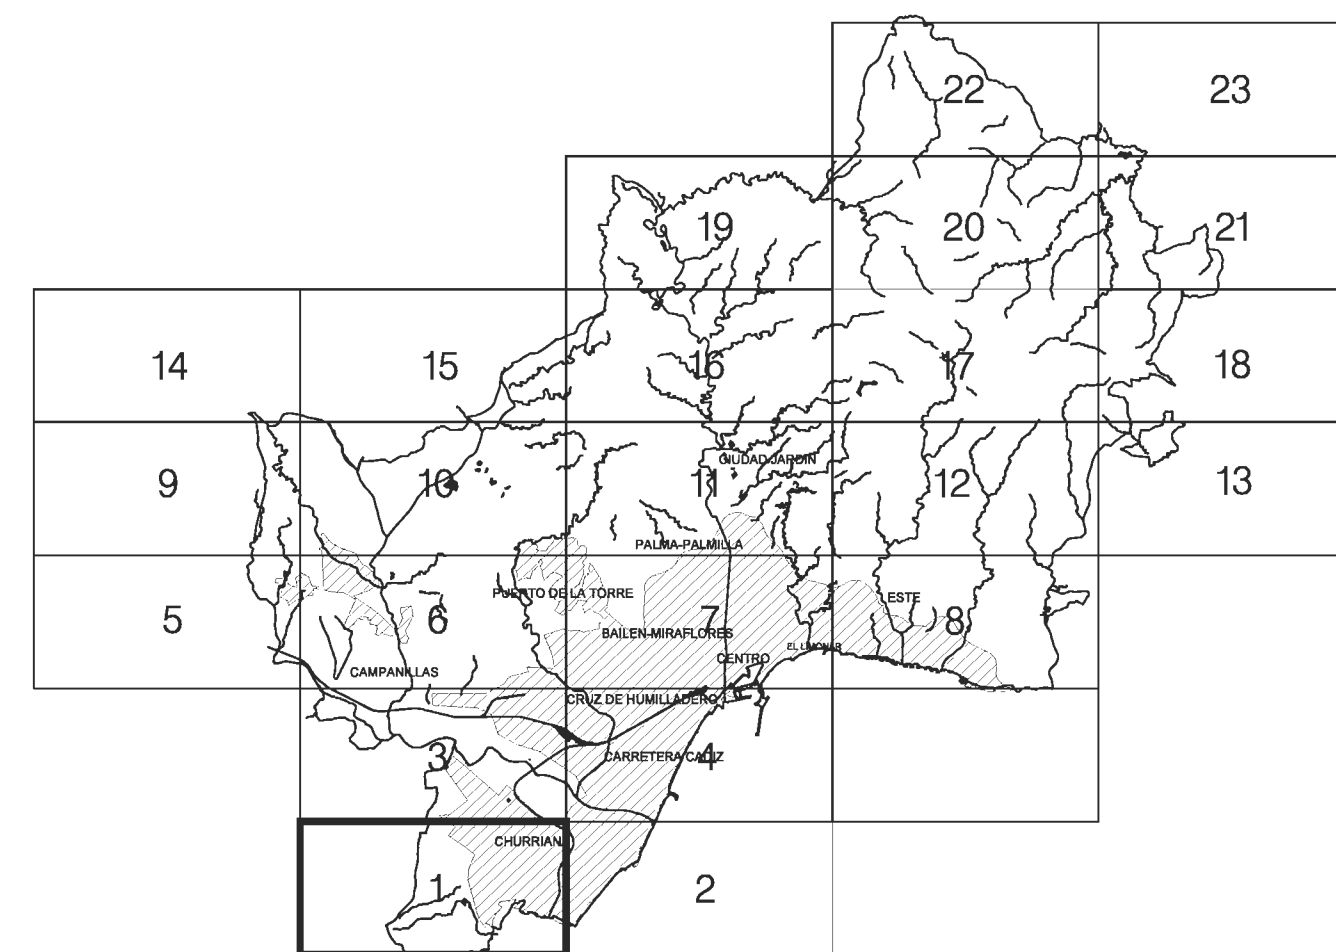 22
23
19
20
21
14
15
16
17
18
CIUDAD JARDIN
9
10
11
12
13
PALMA-PALMILLA
PUERTO DE LA TORRE
ESTE
5
6
7
8
BAILEN-MIRAFLORES
EL LIMONAR
CENTRO
CAMPANILLAS
CRUZ DE HUMILLADERO
3
CARRETERA CADIZ
4
CHURRIAN
1
2